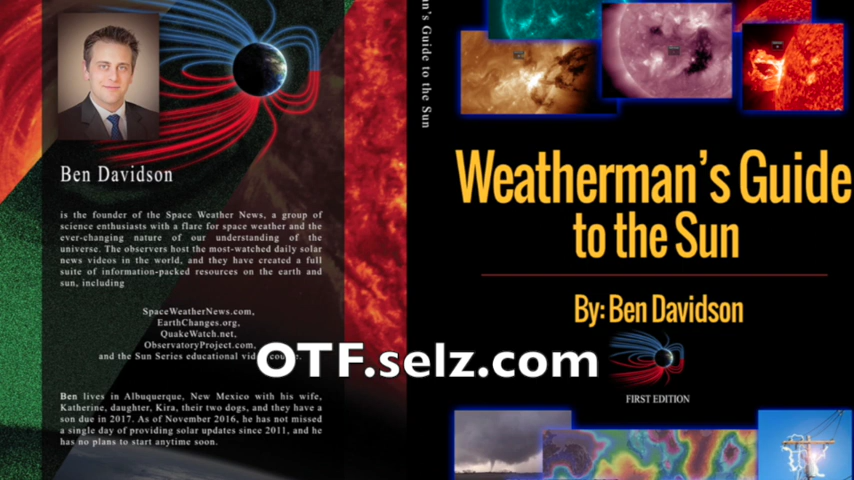 Ben Davidson
is the founder of the Space Weather News, a group of
science enthusiasts with a flare for space weather and the
ever-changing nature of our understanding of the
universe. The observers host the most-watched daily solar
news videos in the world, and they have created a full
suite of information-packed resources on the earth and
sun, including
SpaceWeatherNews.com,
EarthChanges.org,
QuakeWatch.net,
ObservatoryProject.com,
and the Sun Series educational
OTF.selz.com
Ben lives in Albuquerque, New Mexico with his wife,
Katherine, daughter, Kira, their two dogs, and they have a
son due in 2017. As of November 2016, he has not missed
a single day of providing solar updates since 2011, and he
has no plans to start anytime soon.
Guide to the Sun
Weatherman's Guide
to the Sun
By: Ben Davidson
FIRST EDITION